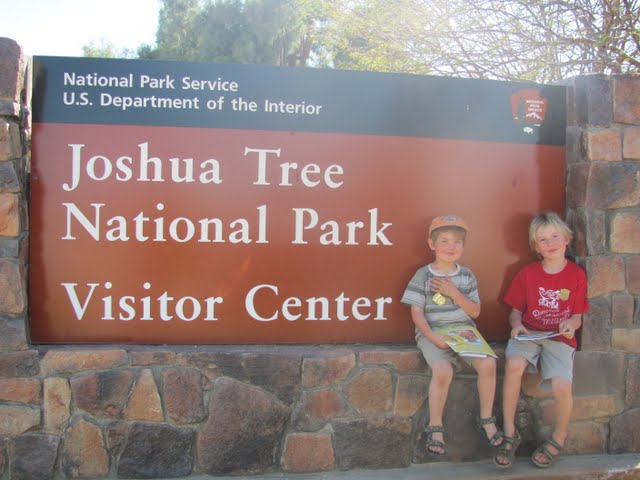 National Park Service
U.S. Department of the Interior
Joshua Tree
National Park
Visitor Center